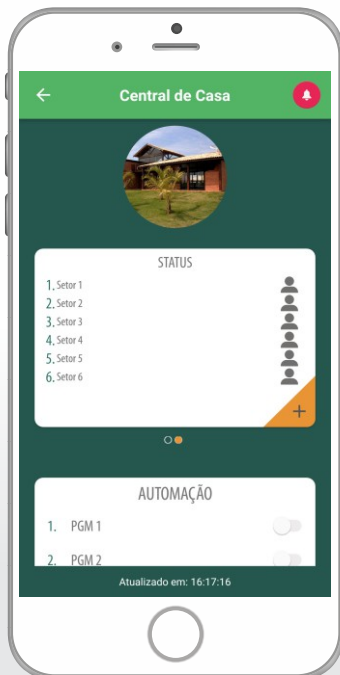 Central de Casa
STATUS
1. Setor 1
2. Setor 2
3. Setor 3
4. Setor 4
5. Setor 5
6. Setor 6
+
AUTOMAÇÃO
1. PGM 1
2. PGM 2
Atualizado em: 16:17:16